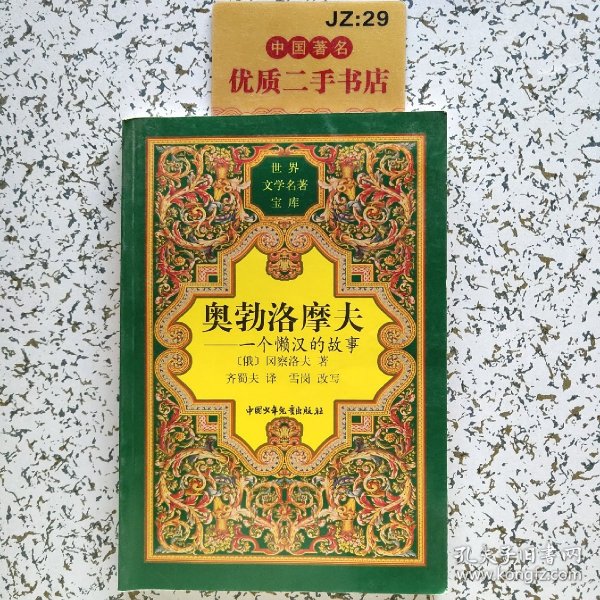 JZ:29
中国著名
优质二手书店
世界
文学名著
宝库
奥勃洛摩夫
——一个懒汉的故事
〔俄〕冈察洛夫 著
齐蜀夫 译 雪岗 改写
中国少年儿童出版社
孔夫子旧书网
www.kongfz.com